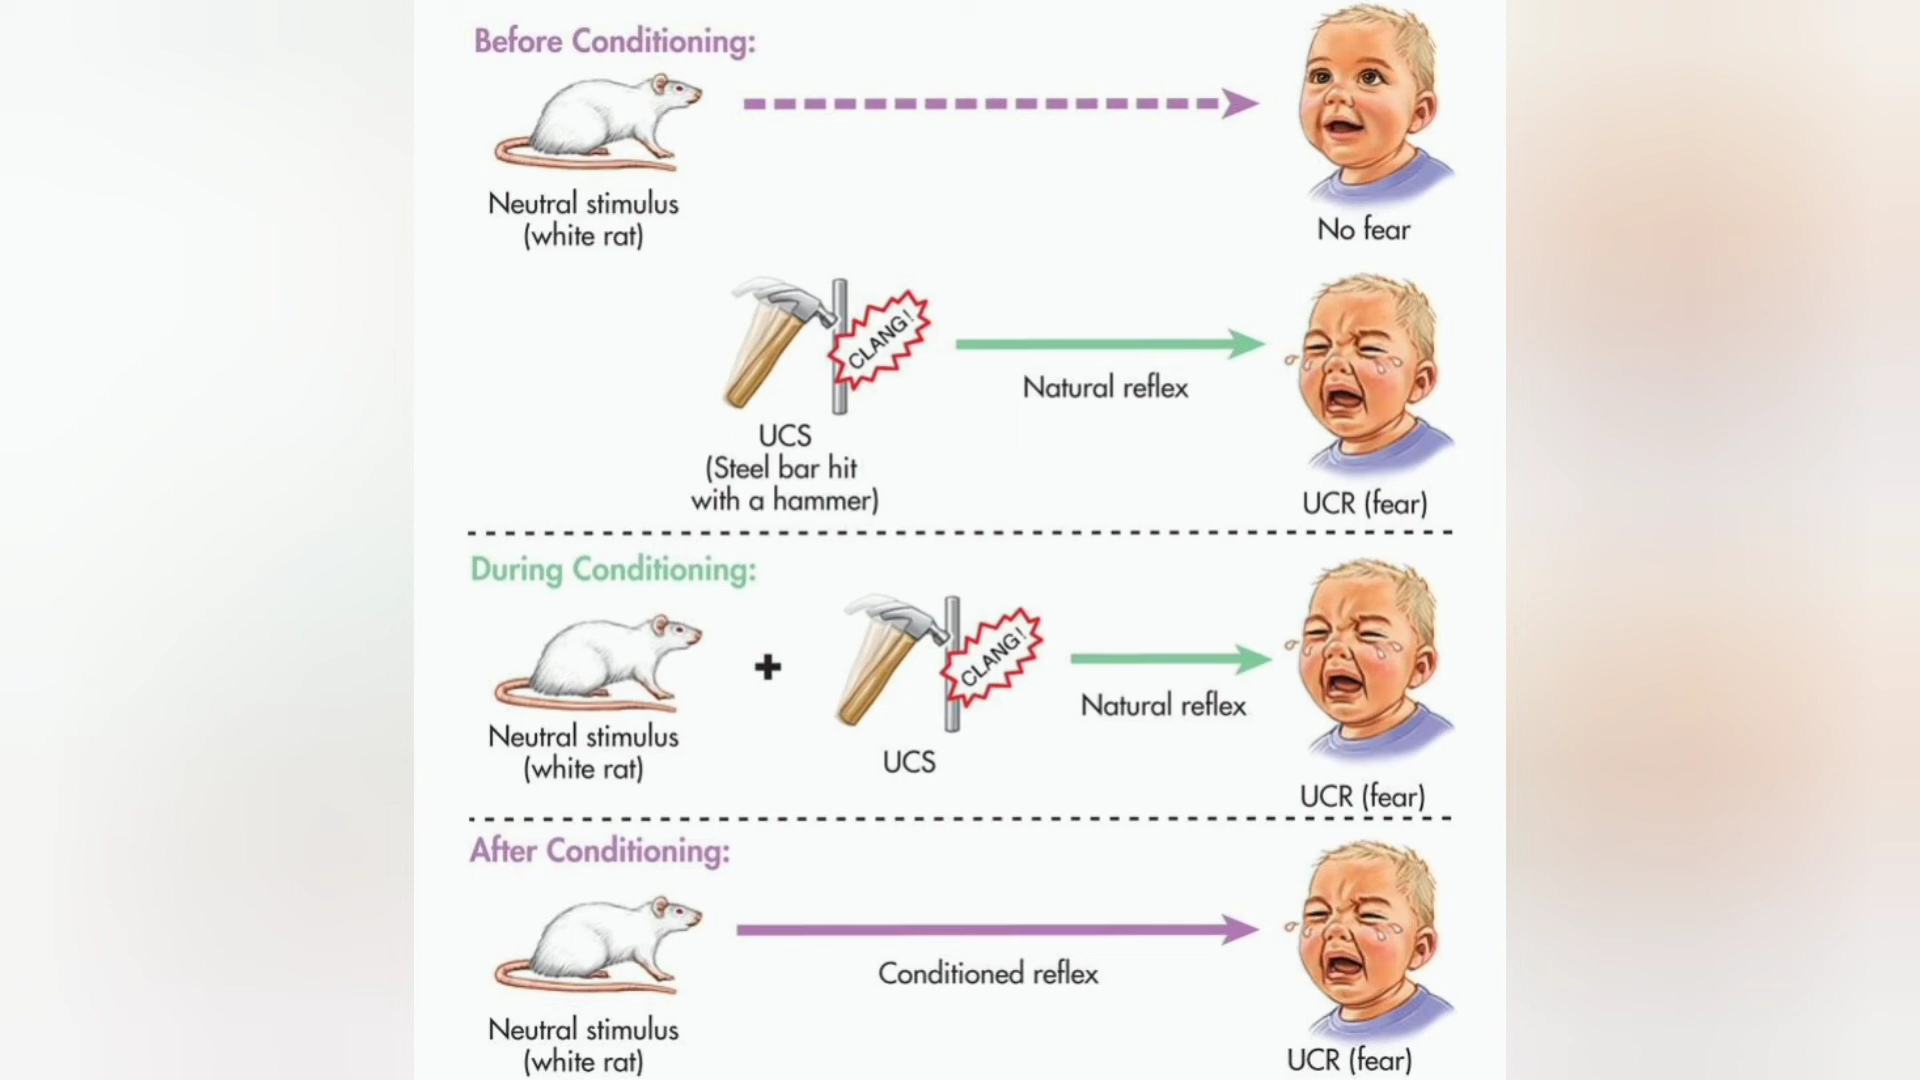 Before Conditioning:
Neutral stimulus
(white rat)
No fear
CLANG!
Natural reflex
UCS
(Steel bar hit
with a hammer)
UCR (fear)
During Conditioning:
Neutral stimulus
(white rat)
+
CLANG!
UCS
Natural reflex
UCR (fear)
After Conditioning:
Neutral stimulus
(white rat)
Conditioned reflex
UCR (fear)